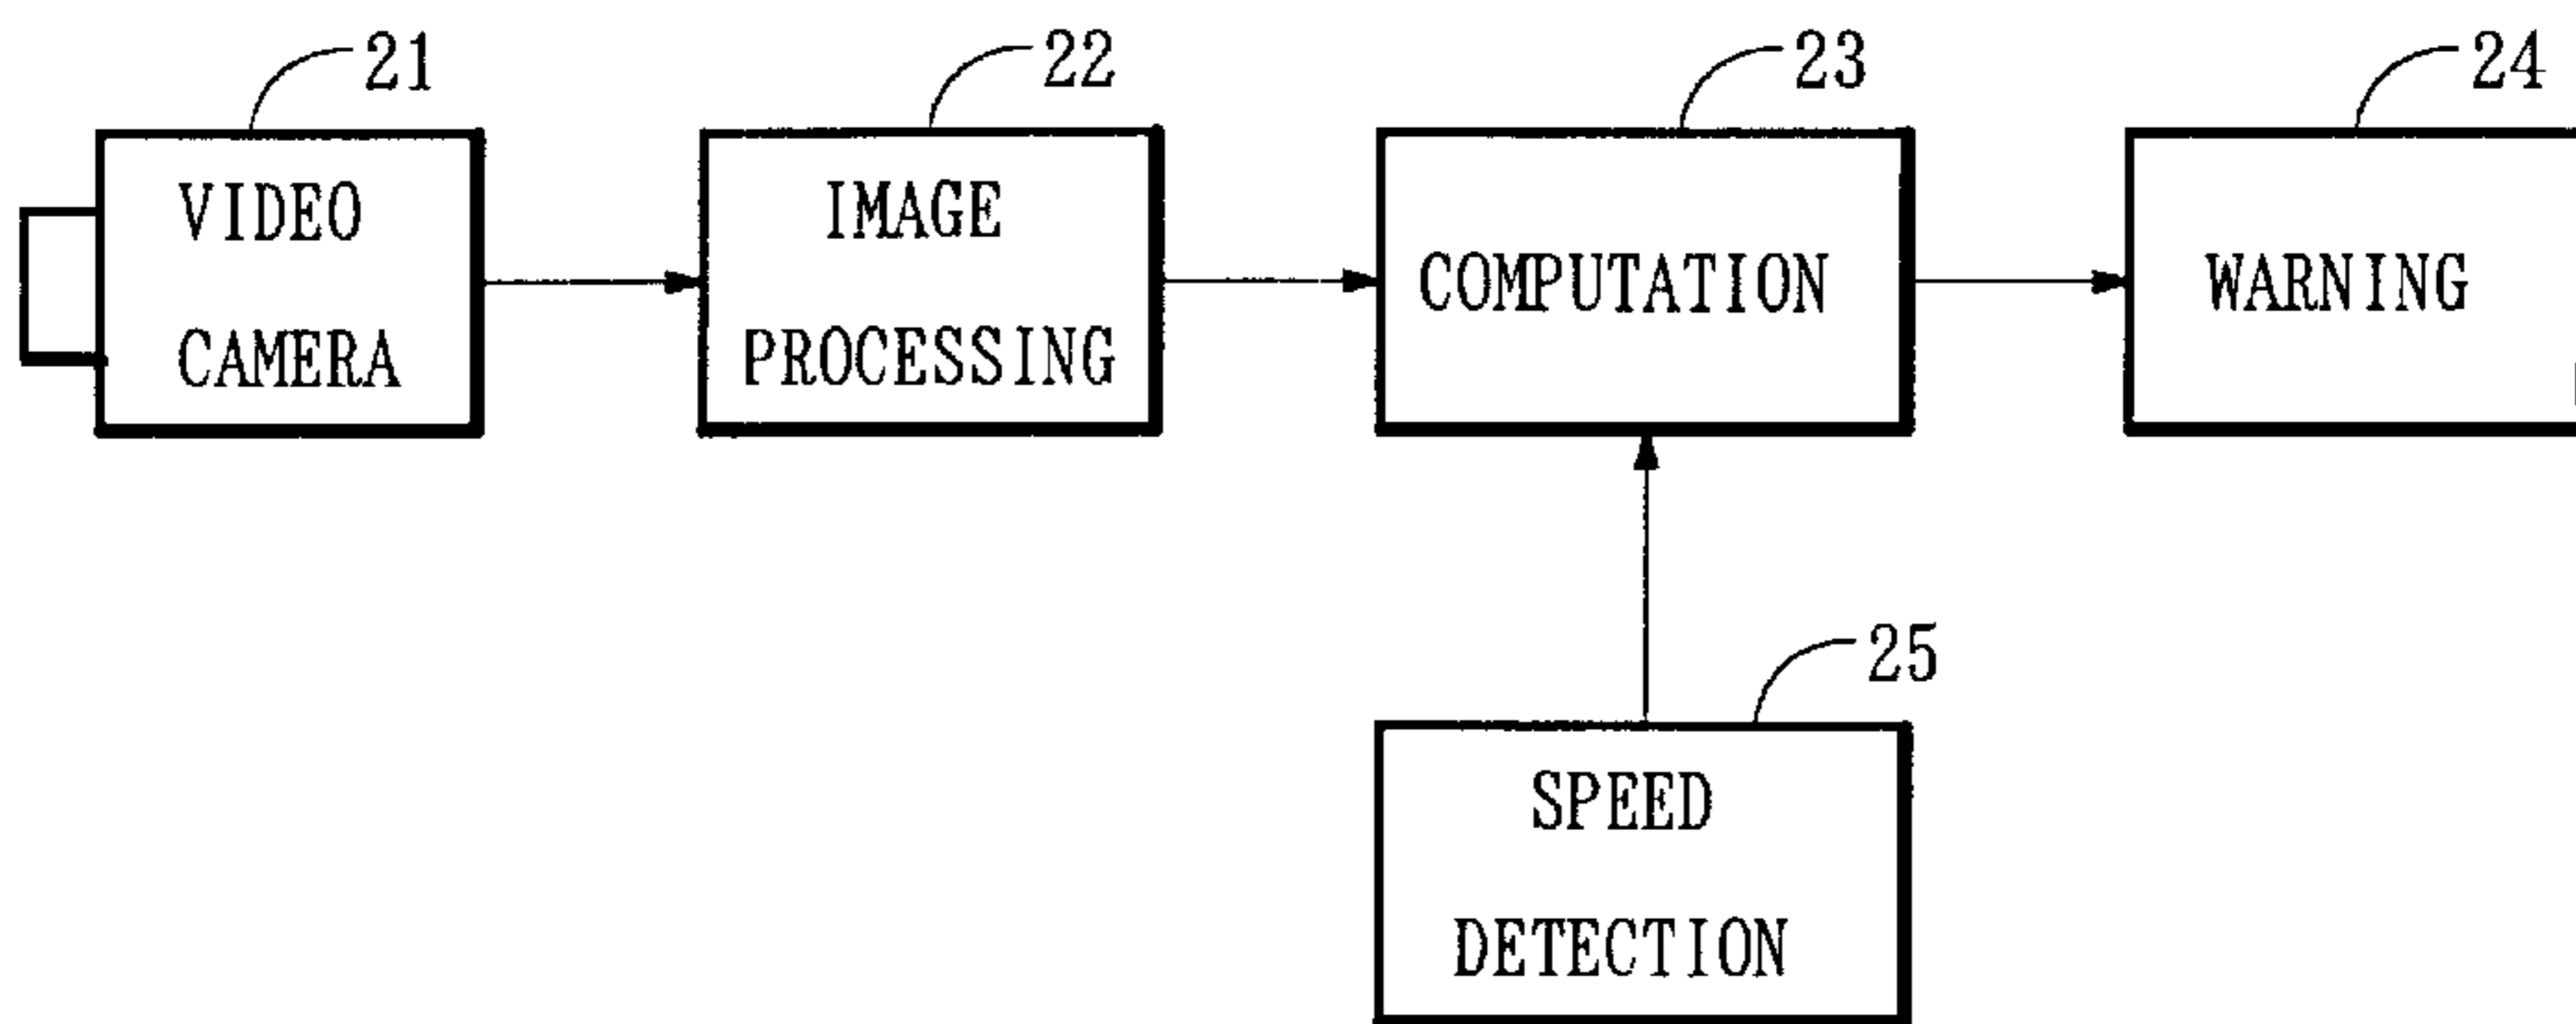 21
22
23
24
VIDEO
CAMERA
IMAGE
PROCESSING
COMPUTATION
WARNING
25
SPEED
DETECTION